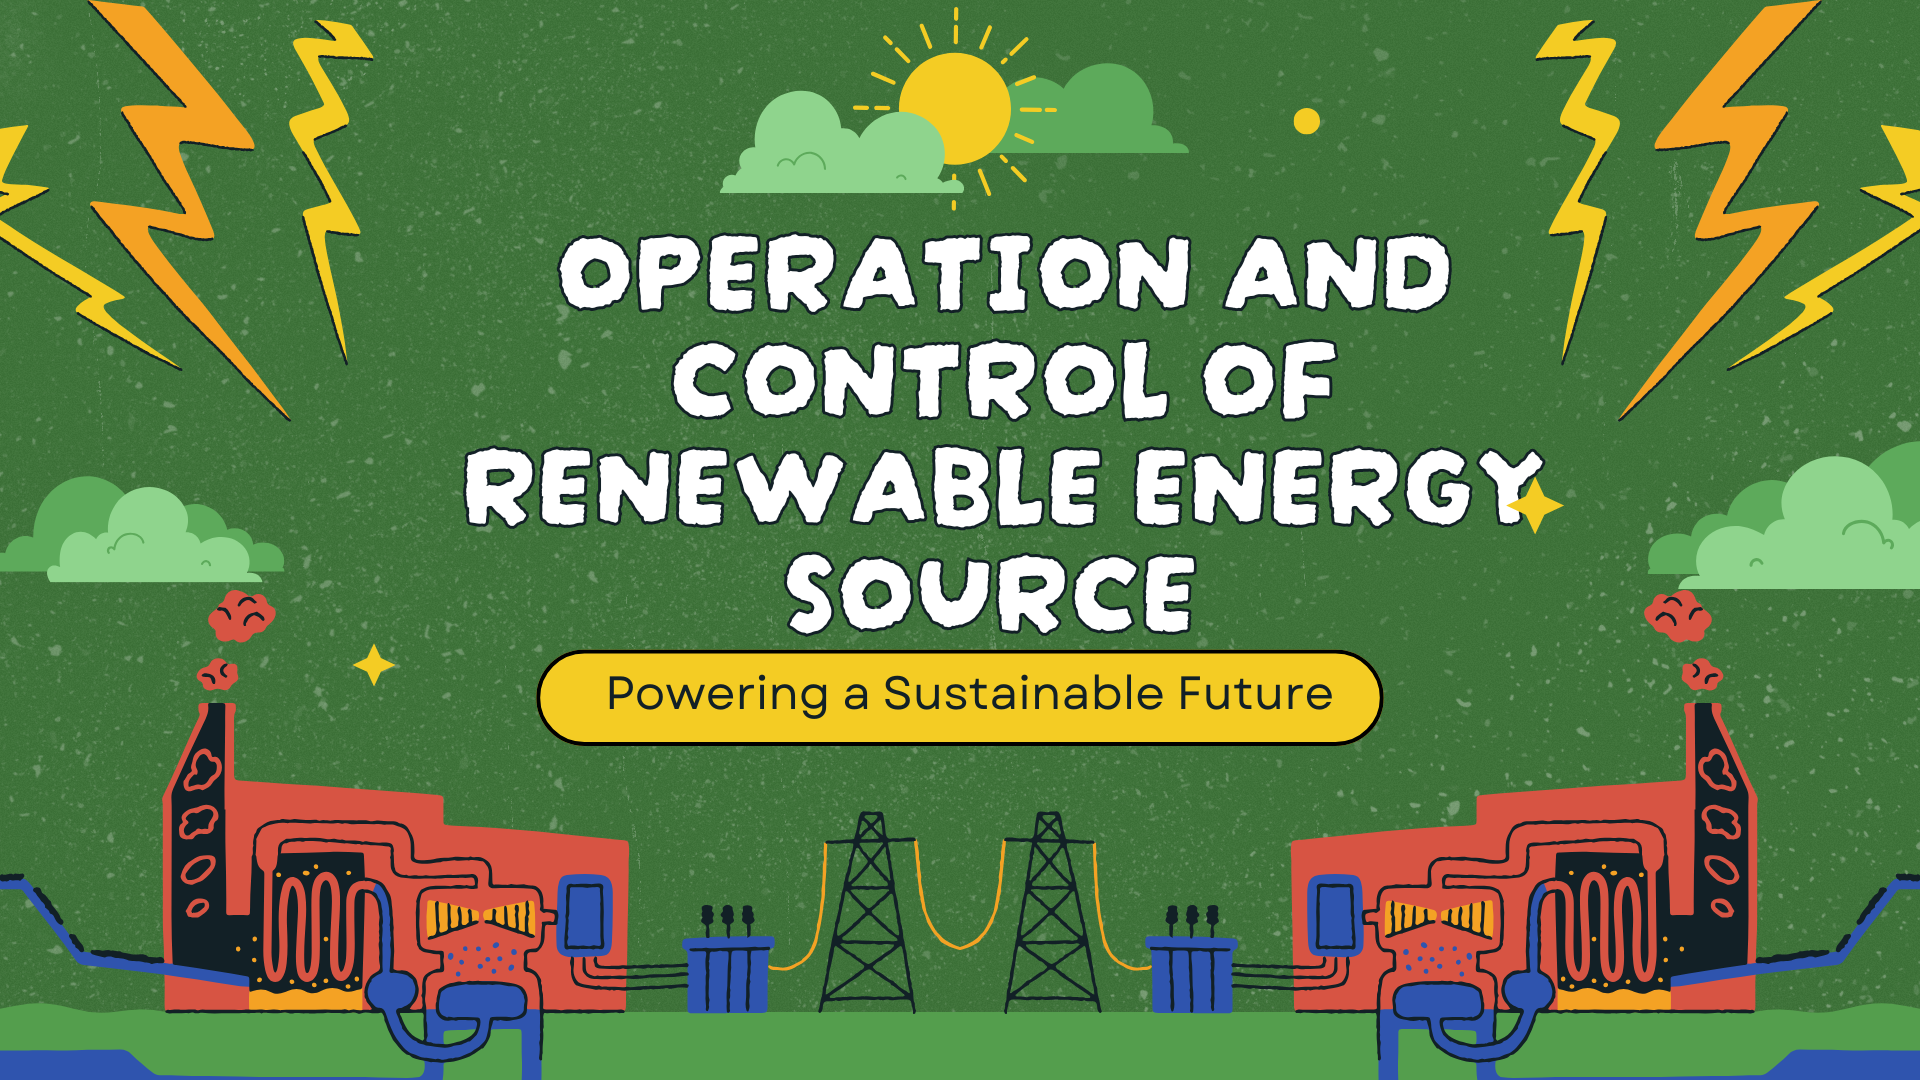 OPERATION AND
CONTROL OF
RENEWABLE ENERGY
SOURCE
Powering a Sustainable Future